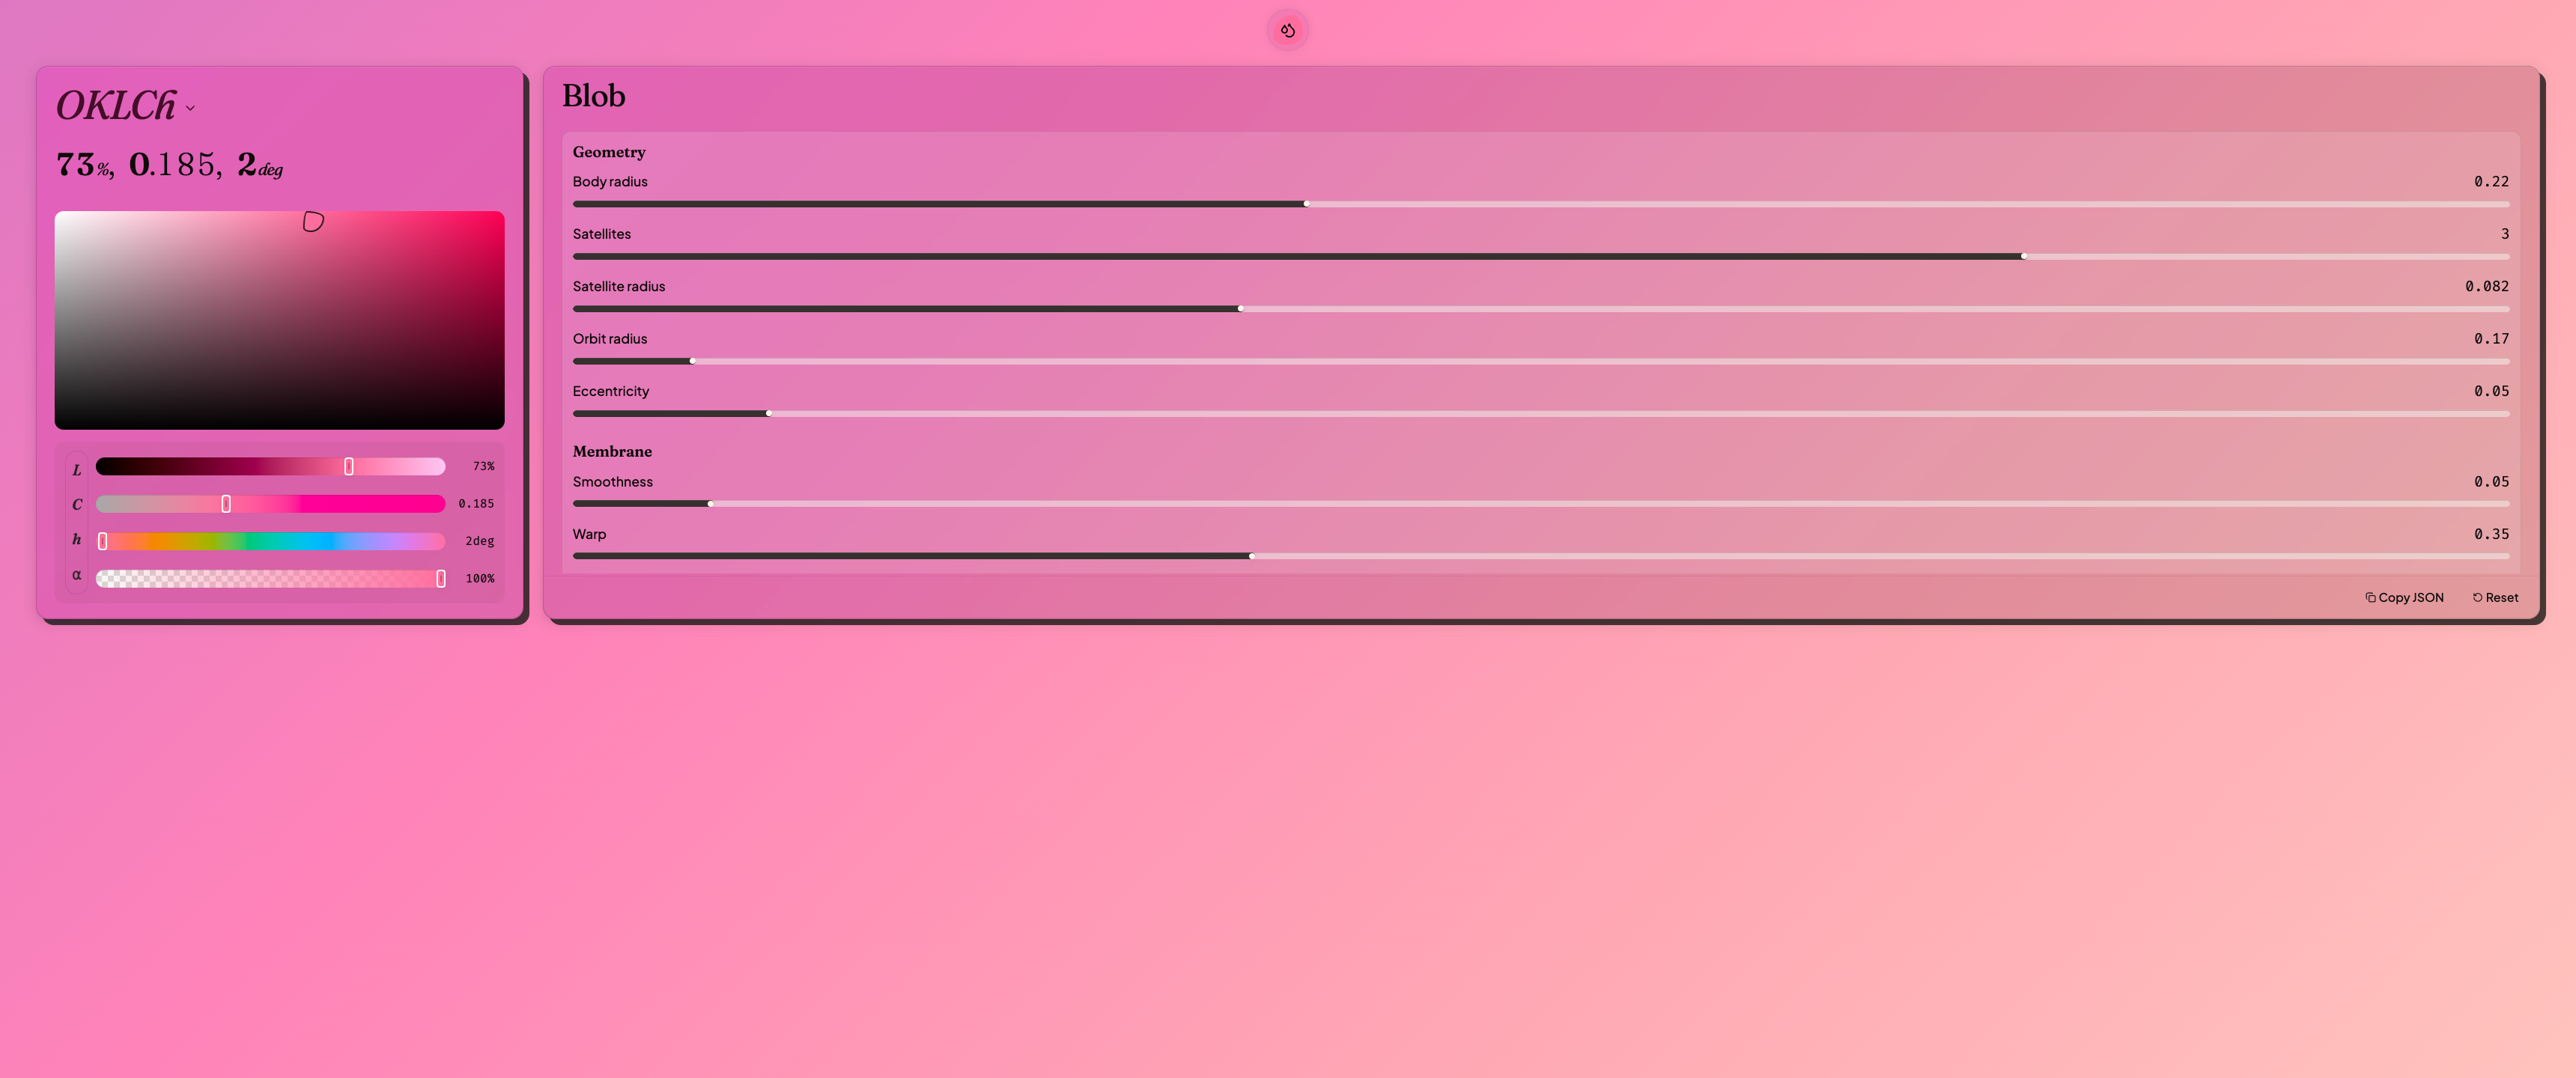 OKLCh
73%, 0.185, 2deg
L 73%
C 0.185
h 2deg
α 100%
Blob
Geometry
Body radius 0.22
Satellites 3
Satellite radius 0.082
Orbit radius 0.17
Eccentricity 0.05
Membrane
Smoothness 0.05
Warp 0.35
Copy JSON Reset